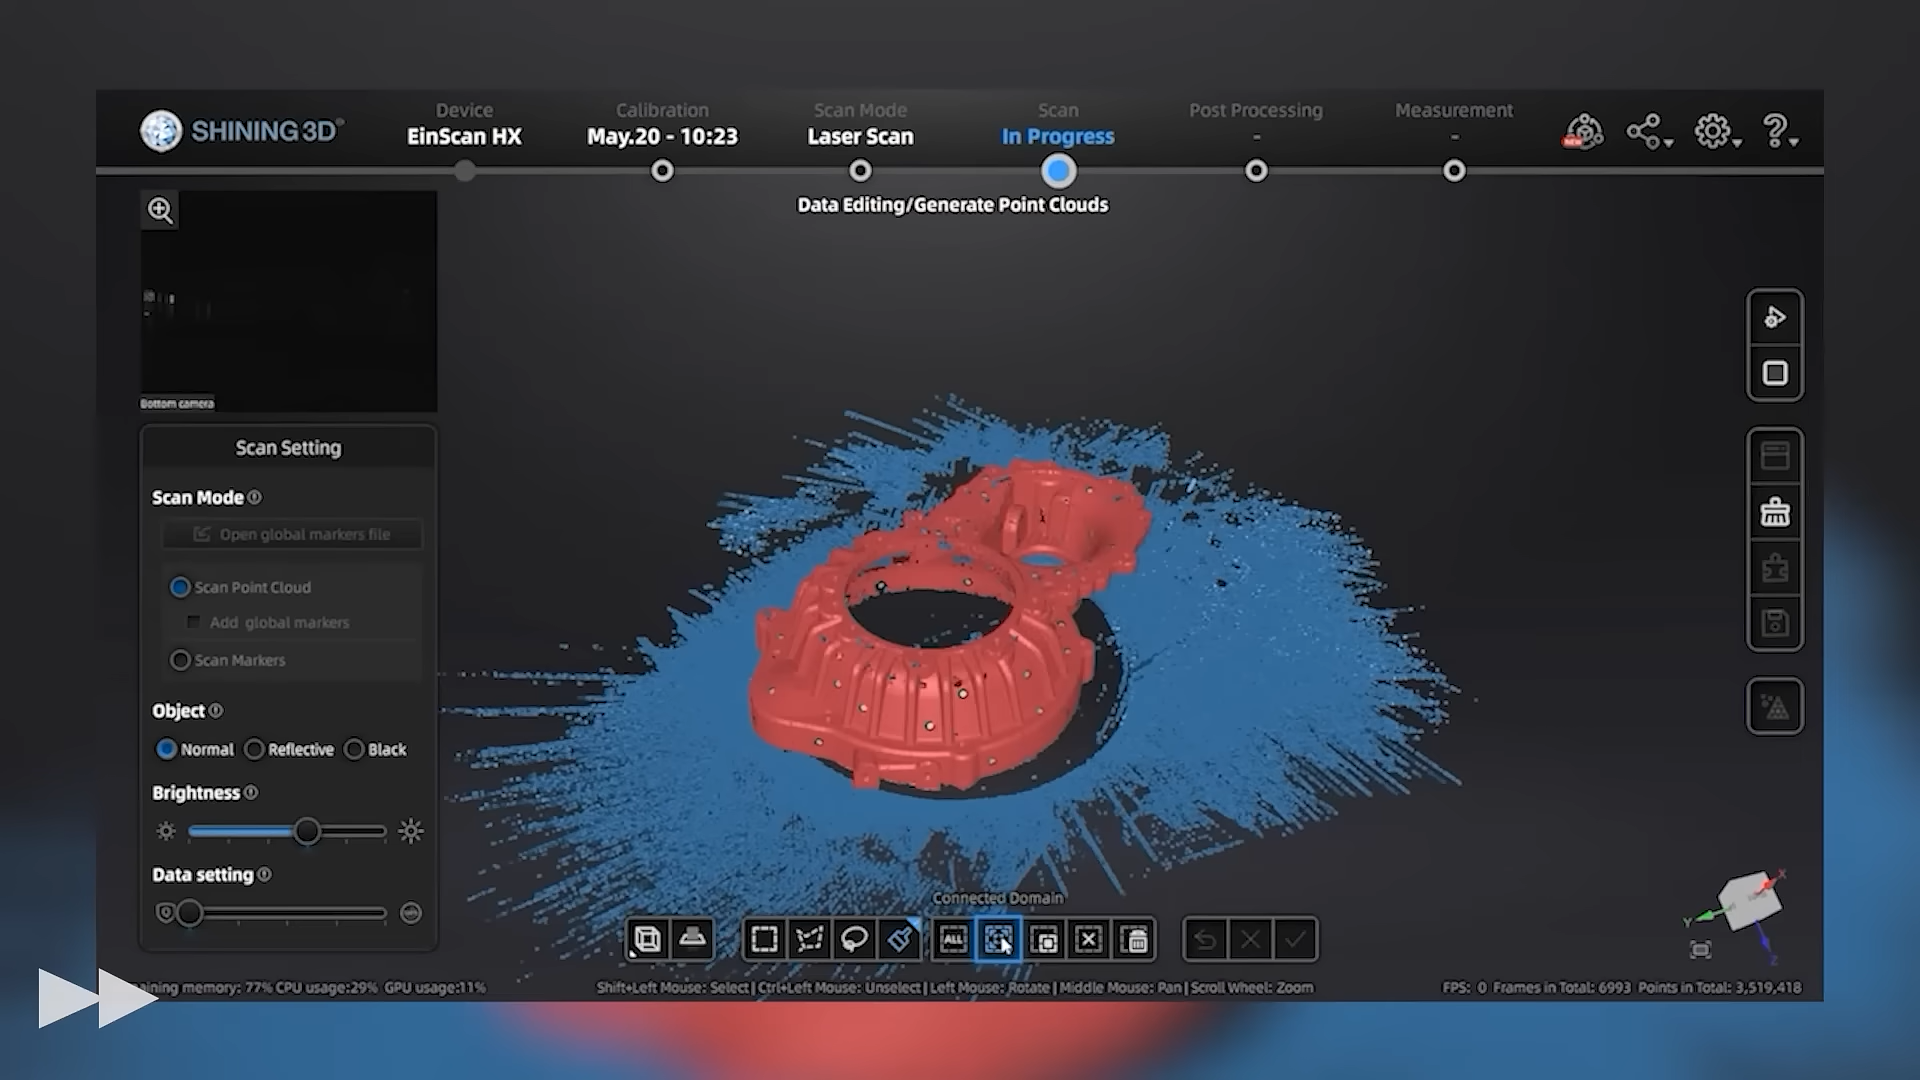 SHINING 3D®
Device
EinScan HX
Calibration
May.20 - 10:23
Scan Mode
Laser Scan
Scan
In Progress
Post Processing
-
Measurement
-
NEW
Data Editing/Generate Point Clouds
Bottom camera
Scan Setting
Scan Mode
Open global markers file
Scan Point Cloud
Add global markers
Scan Markers
Object
Normal Reflective Black
Brightness
Data setting
Connected Domain
ALL
memory: 77% CPU usage:29% GPU usage:11%
Shift+Left Mouse: Select | Ctrl+Left Mouse: Unselect | Left Mouse: Rotate | Middle Mouse: Pan | Scroll Wheel: Zoom
FPS: 0 Frames in Total: 6993 Points in Total: 3,519,418
X
Y
Z